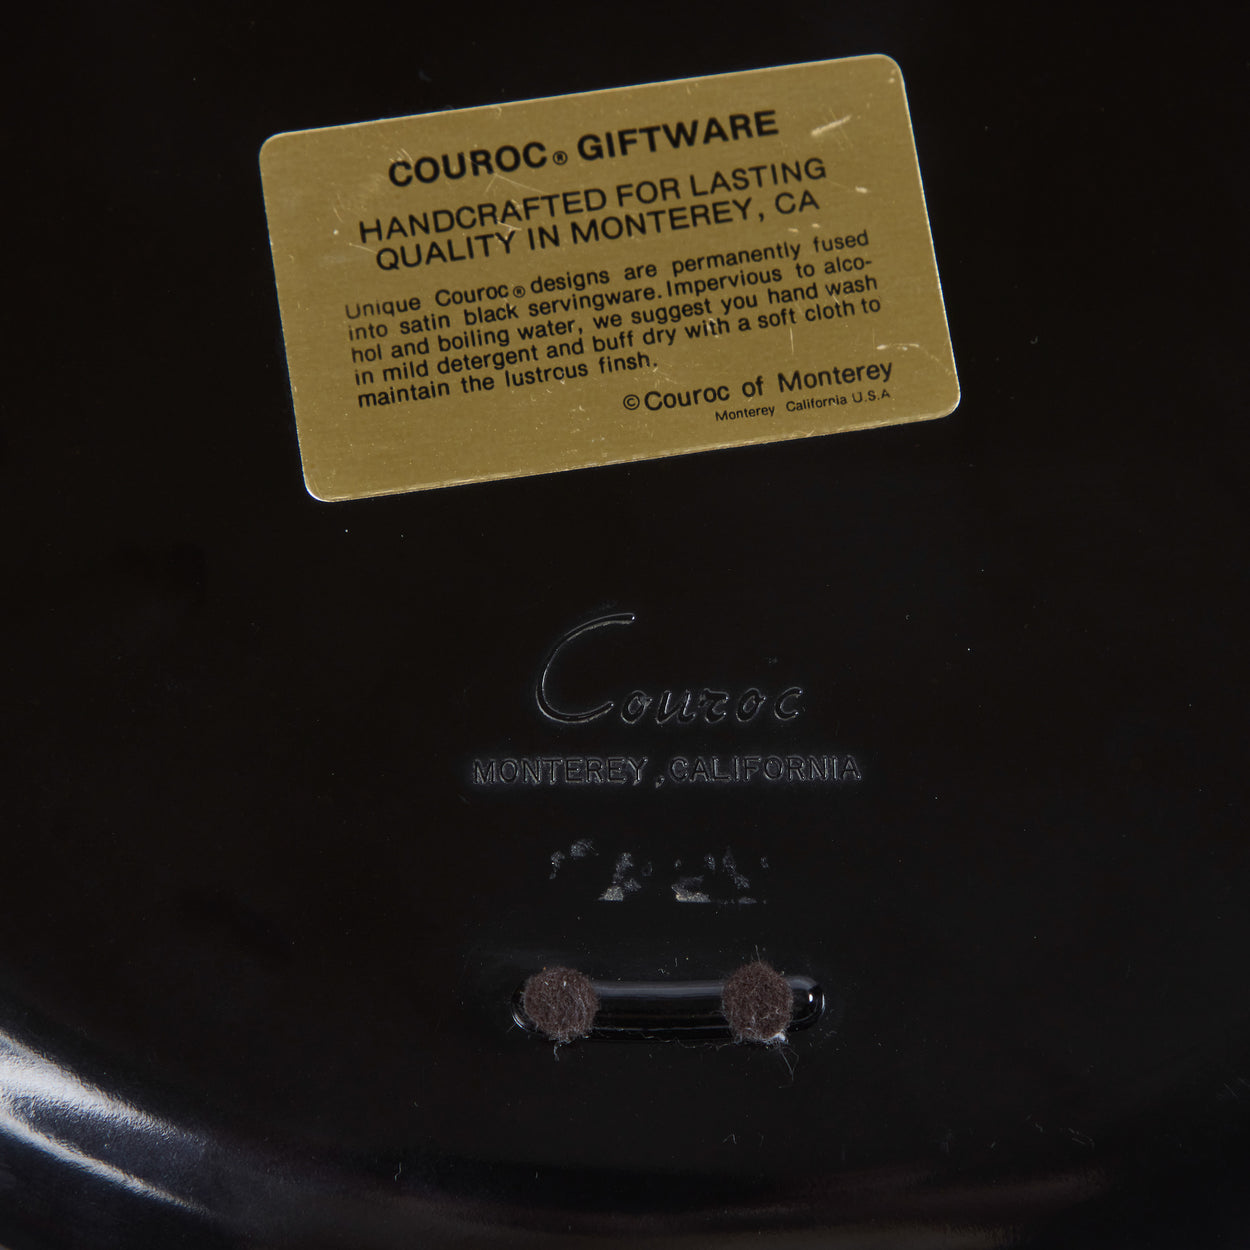 COUROC® GIFTWARE
HANDCRAFTED FOR LASTING
QUALITY IN MONTEREY, CA
Unique Couroc® designs are permanently fused
into satin black servingware. Impervious to alco-
hol and boiling water, we suggest you hand wash
in mild detergent and buff dry with a soft cloth to
maintain the lustrcus finsh.
©Couroc of Monterey
Monterey California U.S.A
Couroc
MONTEREY, CALIFORNIA